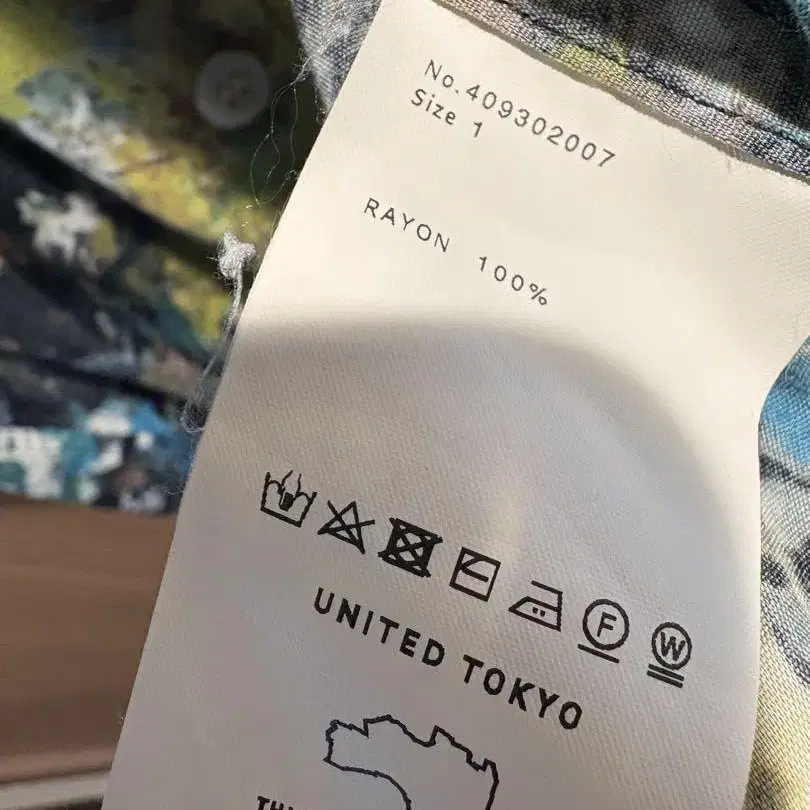 No.409302007
Size 1
RAYON 100%
F W
UNITED TOKYO